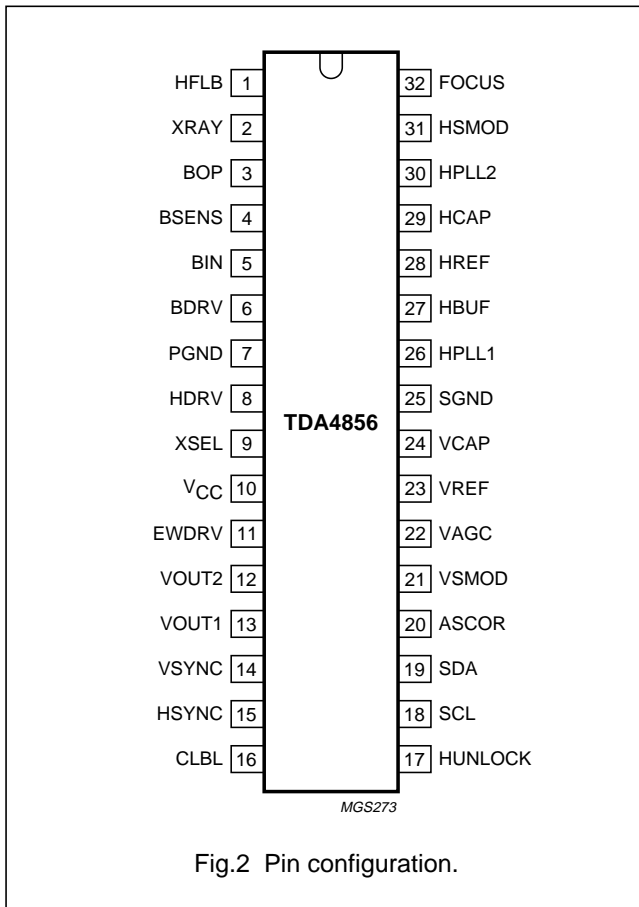 HFLB 1 32 FOCUS
XRAY 2 31 HSMOD
BOP 3 30 HPLL2
BSENS 4 29 HCAP
BIN 5 28 HREF
BDRV 6 27 HBUF
PGND 7 26 HPLL1
HDRV 8 25 SGND
TDA4856
XSEL 9 24 VCAP
VCC 10 23 VREF
EWDRV 11 22 VAGC
VOUT2 12 21 VSMOD
VOUT1 13 20 ASCOR
VSYNC 14 19 SDA
HSYNC 15 18 SCL
CLBL 16 17 HUNLOCK
MGS273
Fig.2 Pin configuration.